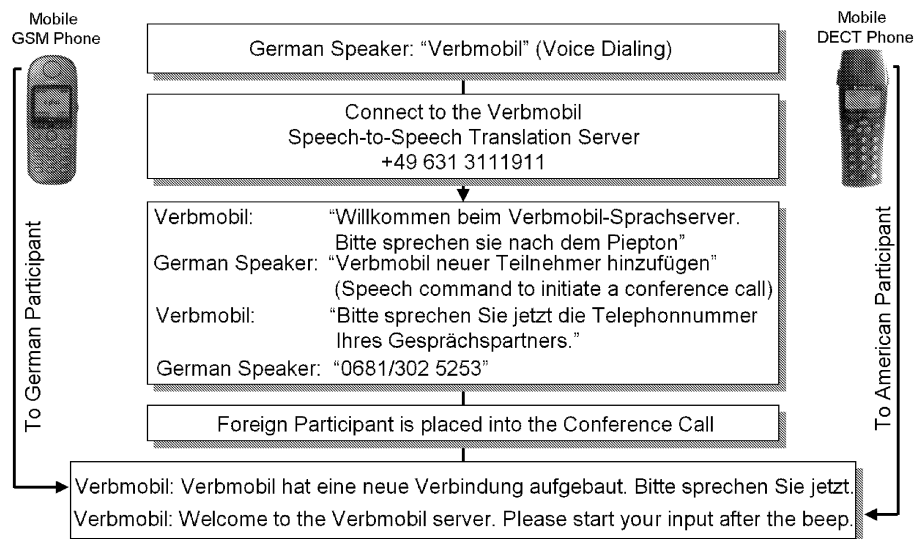 Mobile
GSM Phone
Mobile
DECT Phone
German Speaker: “Verbmobil” (Voice Dialing)
Connect to the Verbmobil
Speech-to-Speech Translation Server
+49 631 3111911
Verbmobil: “Willkommen beim Verbmobil-Sprachserver.
Bitte sprechen sie nach dem Piepton”
German Speaker: “Verbmobil neuer Teilnehmer hinzufügen”
(Speech command to initiate a conference call)
Verbmobil: “Bitte sprechen Sie jetzt die Telephonnummer
Ihres Gesprächspartners.”
German Speaker: “0681/302 5253”
To German Participant
To American Participant
Foreign Participant is placed into the Conference Call
Verbmobil: Verbmobil hat eine neue Verbindung aufgebaut. Bitte sprechen Sie jetzt.
Verbmobil: Welcome to the Verbmobil server. Please start your input after the beep.